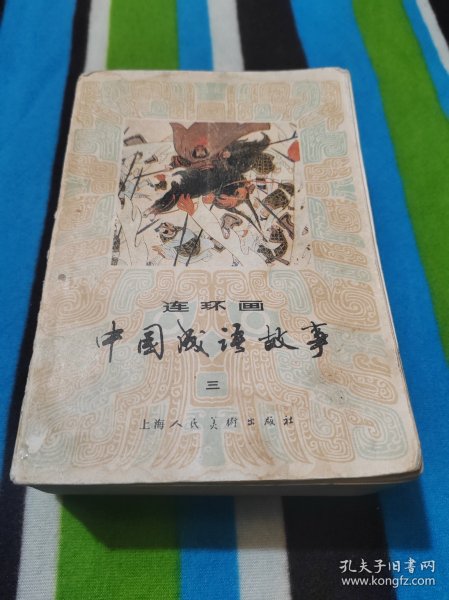 连环画
中国成语故事
三
上海人民美術出版社
孔夫子旧书网
www.kongfz.com